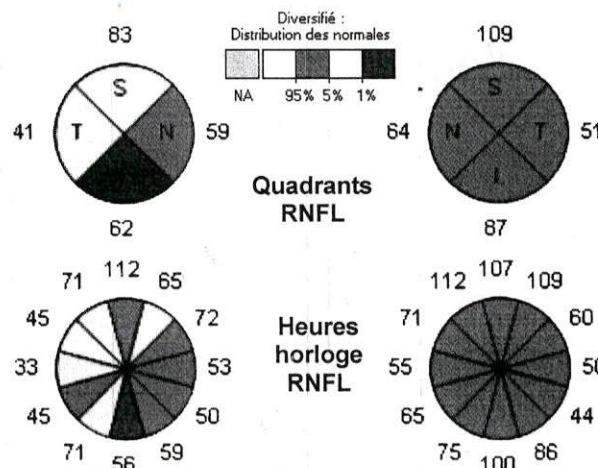 Diversifié :
Distribution des normales
NA 95% 5% 1%
83
S
41 T N 59
62
109
S
64 N T 51
I
87
Quadrants
RNFL
112
71 65
45 72
33 53
45 50
71 59
56
Heures
horloge
RNFL
107
112 109
71 60
55 50
65 44
75 86
100